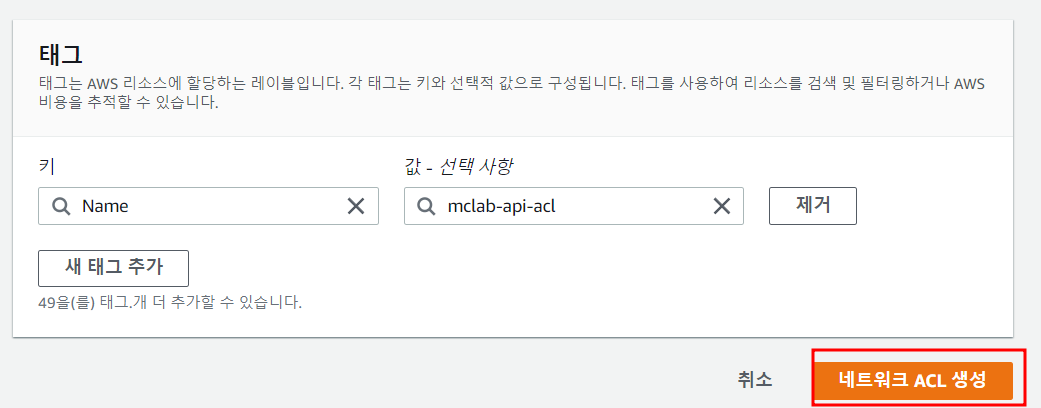 태그
태그는 AWS 리소스에 할당하는 레이블입니다. 각 태그는 키와 선택적 값으로 구성됩니다. 태그를 사용하여 리소스를 검색 및 필터링하거나 AWS
비용을 추적할 수 있습니다.
키
값 - 선택 사항
Name
mclab-api-acl
제거
새 태그 추가
49을(를) 태그.개 더 추가할 수 있습니다.
취소
네트워크 ACL 생성